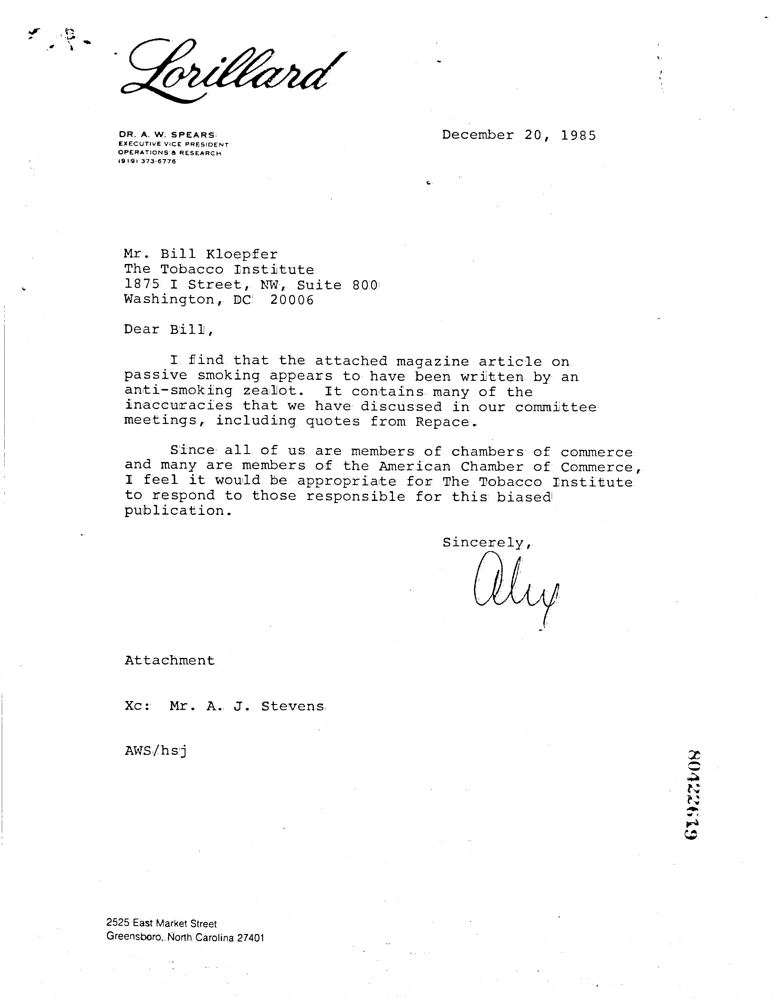 Lorillard
DR. A. W. SPEARS
EXECUTIVE VICE PRESIDENT
OPERATIONS & RESEARCH
(919) 373-6776
December 20, 1985
Mr. Bill Kloepfer
The Tobacco Institute
1875 I Street, NW, Suite 800
Washington, DC 20006
Dear Bill,
I find that the attached magazine article on
passive smoking appears to have been written by an
anti-smoking zealot. It contains many of the
inaccuracies that we have discussed in our committee
meetings, including quotes from Repace.
Since all of us are members of chambers of commerce
and many are members of the American Chamber of Commerce,
I feel it would be appropriate for The Tobacco Institute
to respond to those responsible for this biased
publication.
Sincerely,
Attachment
Xc: Mr. A. J. Stevens
AWS/hsj
80422619
2525 East Market Street
Greensboro, North Carolina 27401